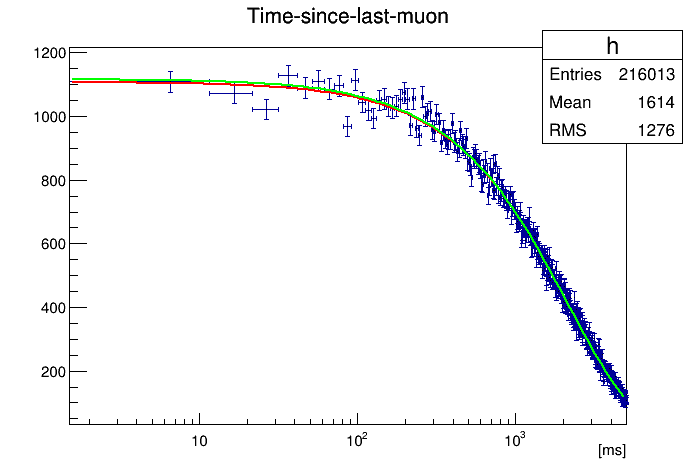 Time-since-last-muon
h
Entries 216013
Mean 1614
RMS 1276
1200
1000
800
600
400
200
10
10²
10³
[ms]